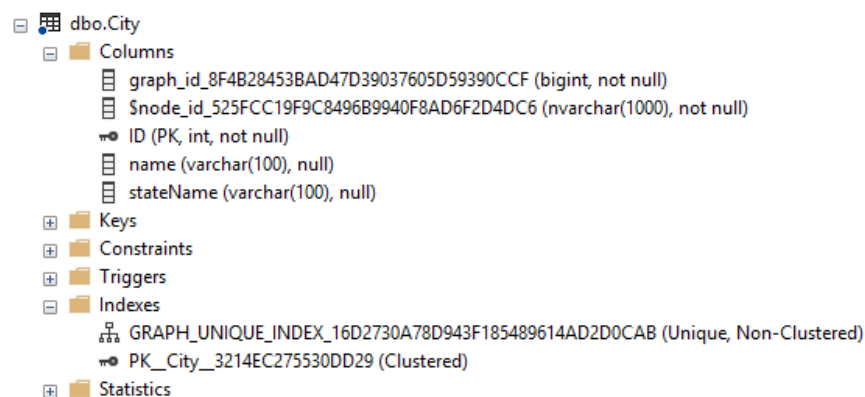 dbo.City
Columns
graph_id_8F4B28453BAD47D39037605D59390CCF (bigint, not null)
$node_id_525FCC19F9C8496B9940F8AD6F2D4DC6 (nvarchar(1000), not null)
ID (PK, int, not null)
name (varchar(100), null)
stateName (varchar(100), null)
Keys
Constraints
Triggers
Indexes
GRAPH_UNIQUE_INDEX_16D2730A78D943F185489614AD2D0CAB (Unique, Non-Clustered)
PK__City__3214EC275530DD29 (Clustered)
Statistics